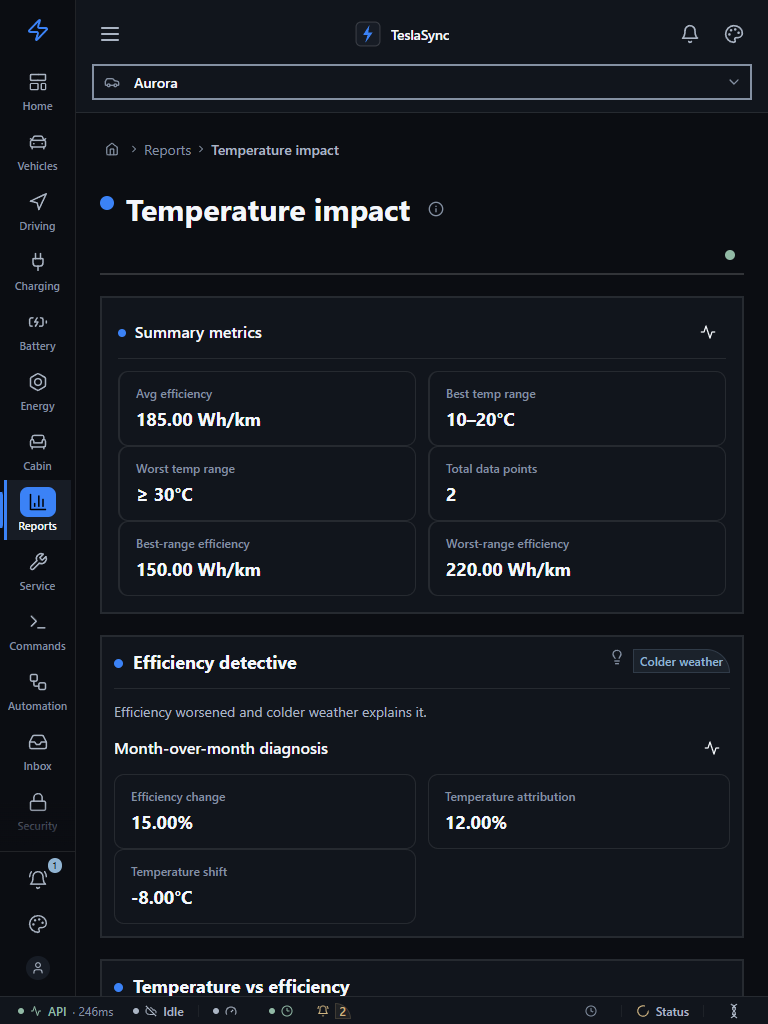 TeslaSync
Aurora
Home
Vehicles
Driving
Charging
Battery
Energy
Cabin
Reports
Service
Commands
Automation
Inbox
Security
1
Reports
Temperature impact
Temperature impact
Summary metrics
Avg efficiency
185.00 Wh/km
Best temp range
10–20°C
Worst temp range
≥ 30°C
Total data points
2
Best-range efficiency
150.00 Wh/km
Worst-range efficiency
220.00 Wh/km
Efficiency detective
Colder weather
Efficiency worsened and colder weather explains it.
Month-over-month diagnosis
Efficiency change
15.00%
Temperature attribution
12.00%
Temperature shift
-8.00°C
Temperature vs efficiency
API · 246ms
Idle
2
Status